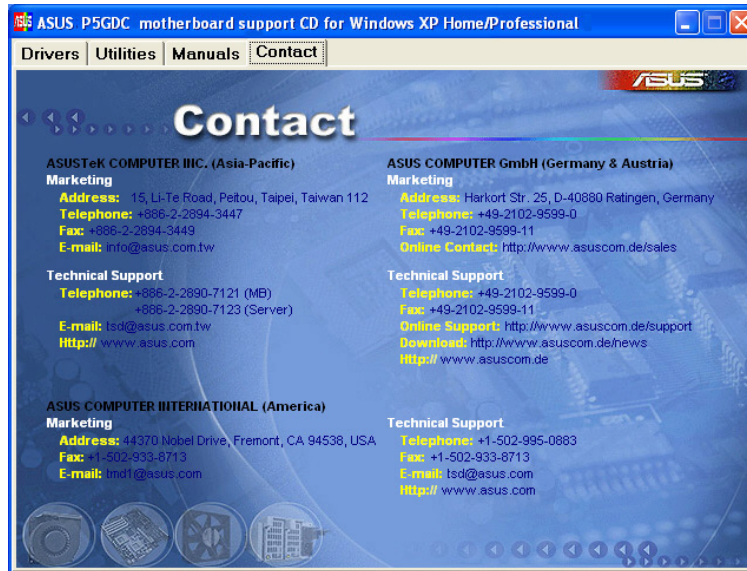 ASUS P5GDC motherboard support CD for Windows XP Home/Professional
Drivers Utilities Manuals Contact
ASUS
Contact
ASUSTeK COMPUTER INC. (Asia-Pacific)
Marketing
Address: 15, Li-Te Road, Peitou, Taipei, Taiwan 112
Telephone: +886-2-2894-3447
Fax: +886-2-2894-3449
E-mail: info@asus.com.tw
Technical Support
Telephone: +886-2-2890-7121 (MB)
+886-2-2890-7123 (Server)
E-mail: tsd@asus.com.tw
Http:// www.asus.com
ASUS COMPUTER GmbH (Germany & Austria)
Marketing
Address: Harkort Str. 25, D-40880 Ratingen, Germany
Telephone: +49-2102-9599-0
Fax: +49-2102-9599-11
Online Contact: http://www.asuscom.de/sales
Technical Support
Telephone: +49-2102-9599-0
Fax: +49-2102-9599-11
Online Support: http://www.asuscom.de/support
Download: http://www.asuscom.de/news
Http:// www.asuscom.de
ASUS COMPUTER INTERNATIONAL (America)
Marketing
Address: 44370 Nobel Drive, Fremont, CA 94538, USA
Fax: +1-502-933-8713
E-mail: tmd1@asus.com
Technical Support
Telephone: +1-502-995-0883
Fax: +1-502-933-8713
E-mail: tsd@asus.com
Http:// www.asus.com